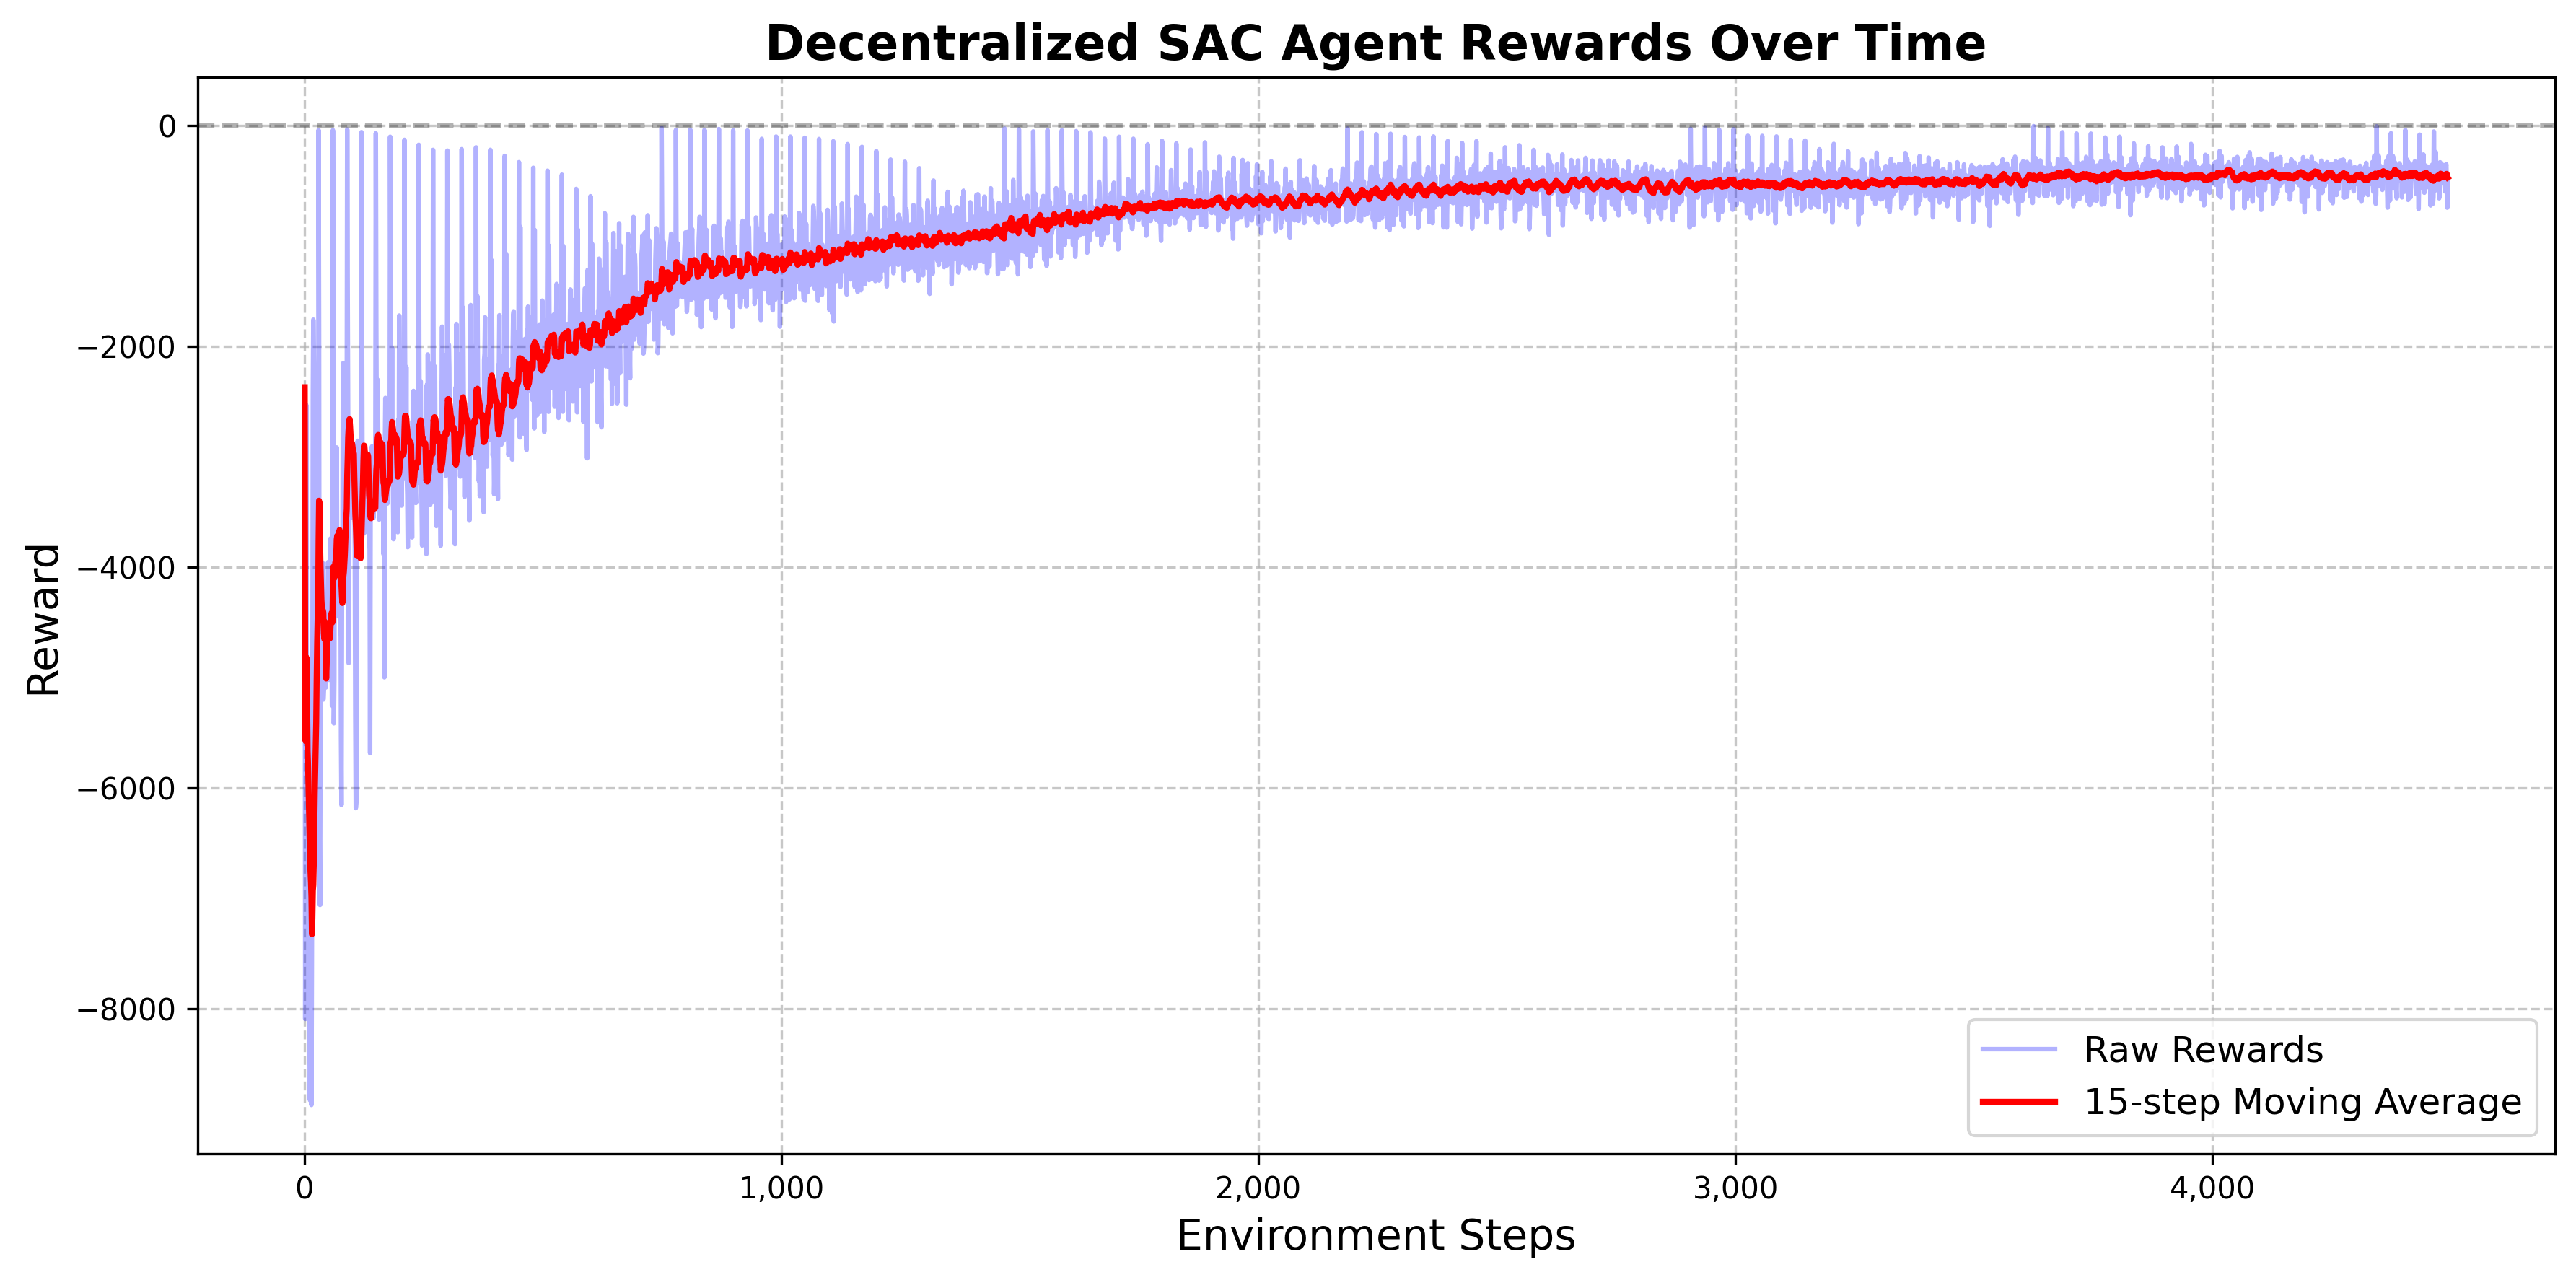 Decentralized SAC Agent Rewards Over Time
0
−2000
−4000
−6000
−8000
Reward
0
1,000
2,000
3,000
4,000
Environment Steps
Raw Rewards
15-step Moving Average